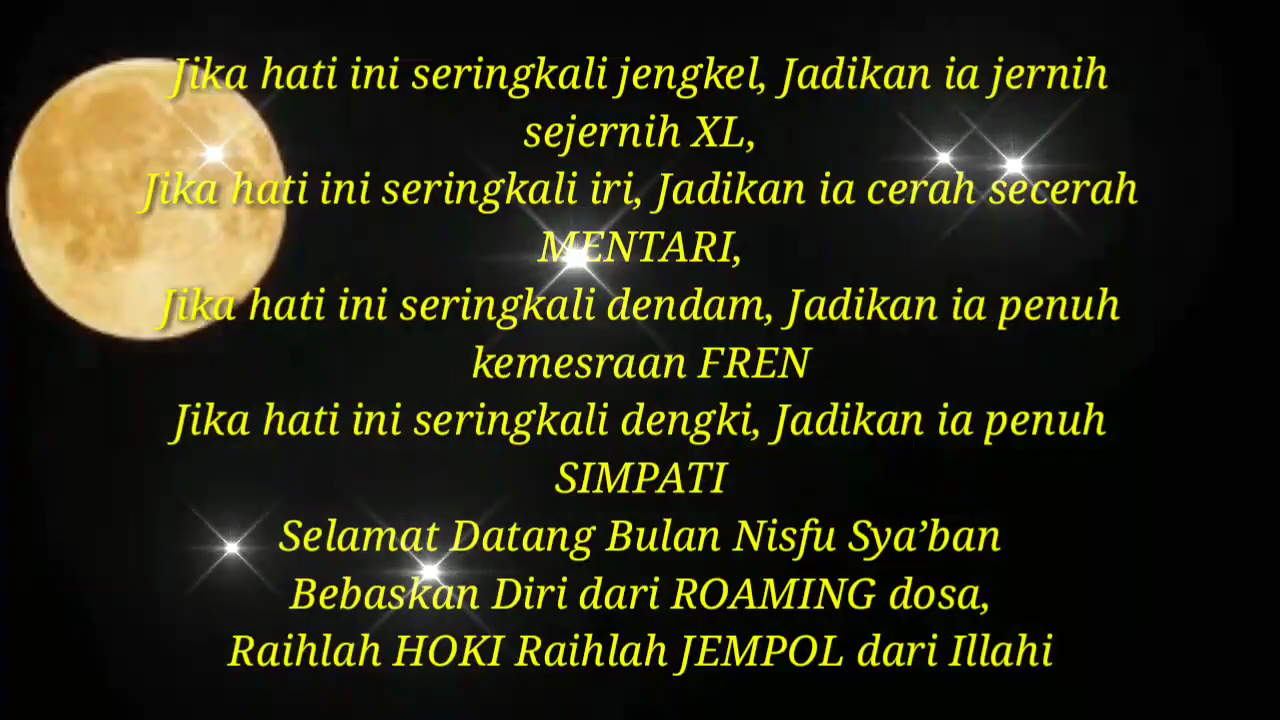 Jika hati ini seringkali jengkel, Jadikan ia jernih
sejernih XL,
Jika hati ini seringkali iri, Jadikan ia cerah secerah
MENTARI,
Jika hati ini seringkali dendam, Jadikan ia penuh
kemesraan FREN
Jika hati ini seringkali dengki, Jadikan ia penuh
SIMPATI
Selamat Datang Bulan Nisfu Sya’ban
Bebaskan Diri dari ROAMING dosa,
Raihlah HOKI Raihlah JEMPOL dari Illahi